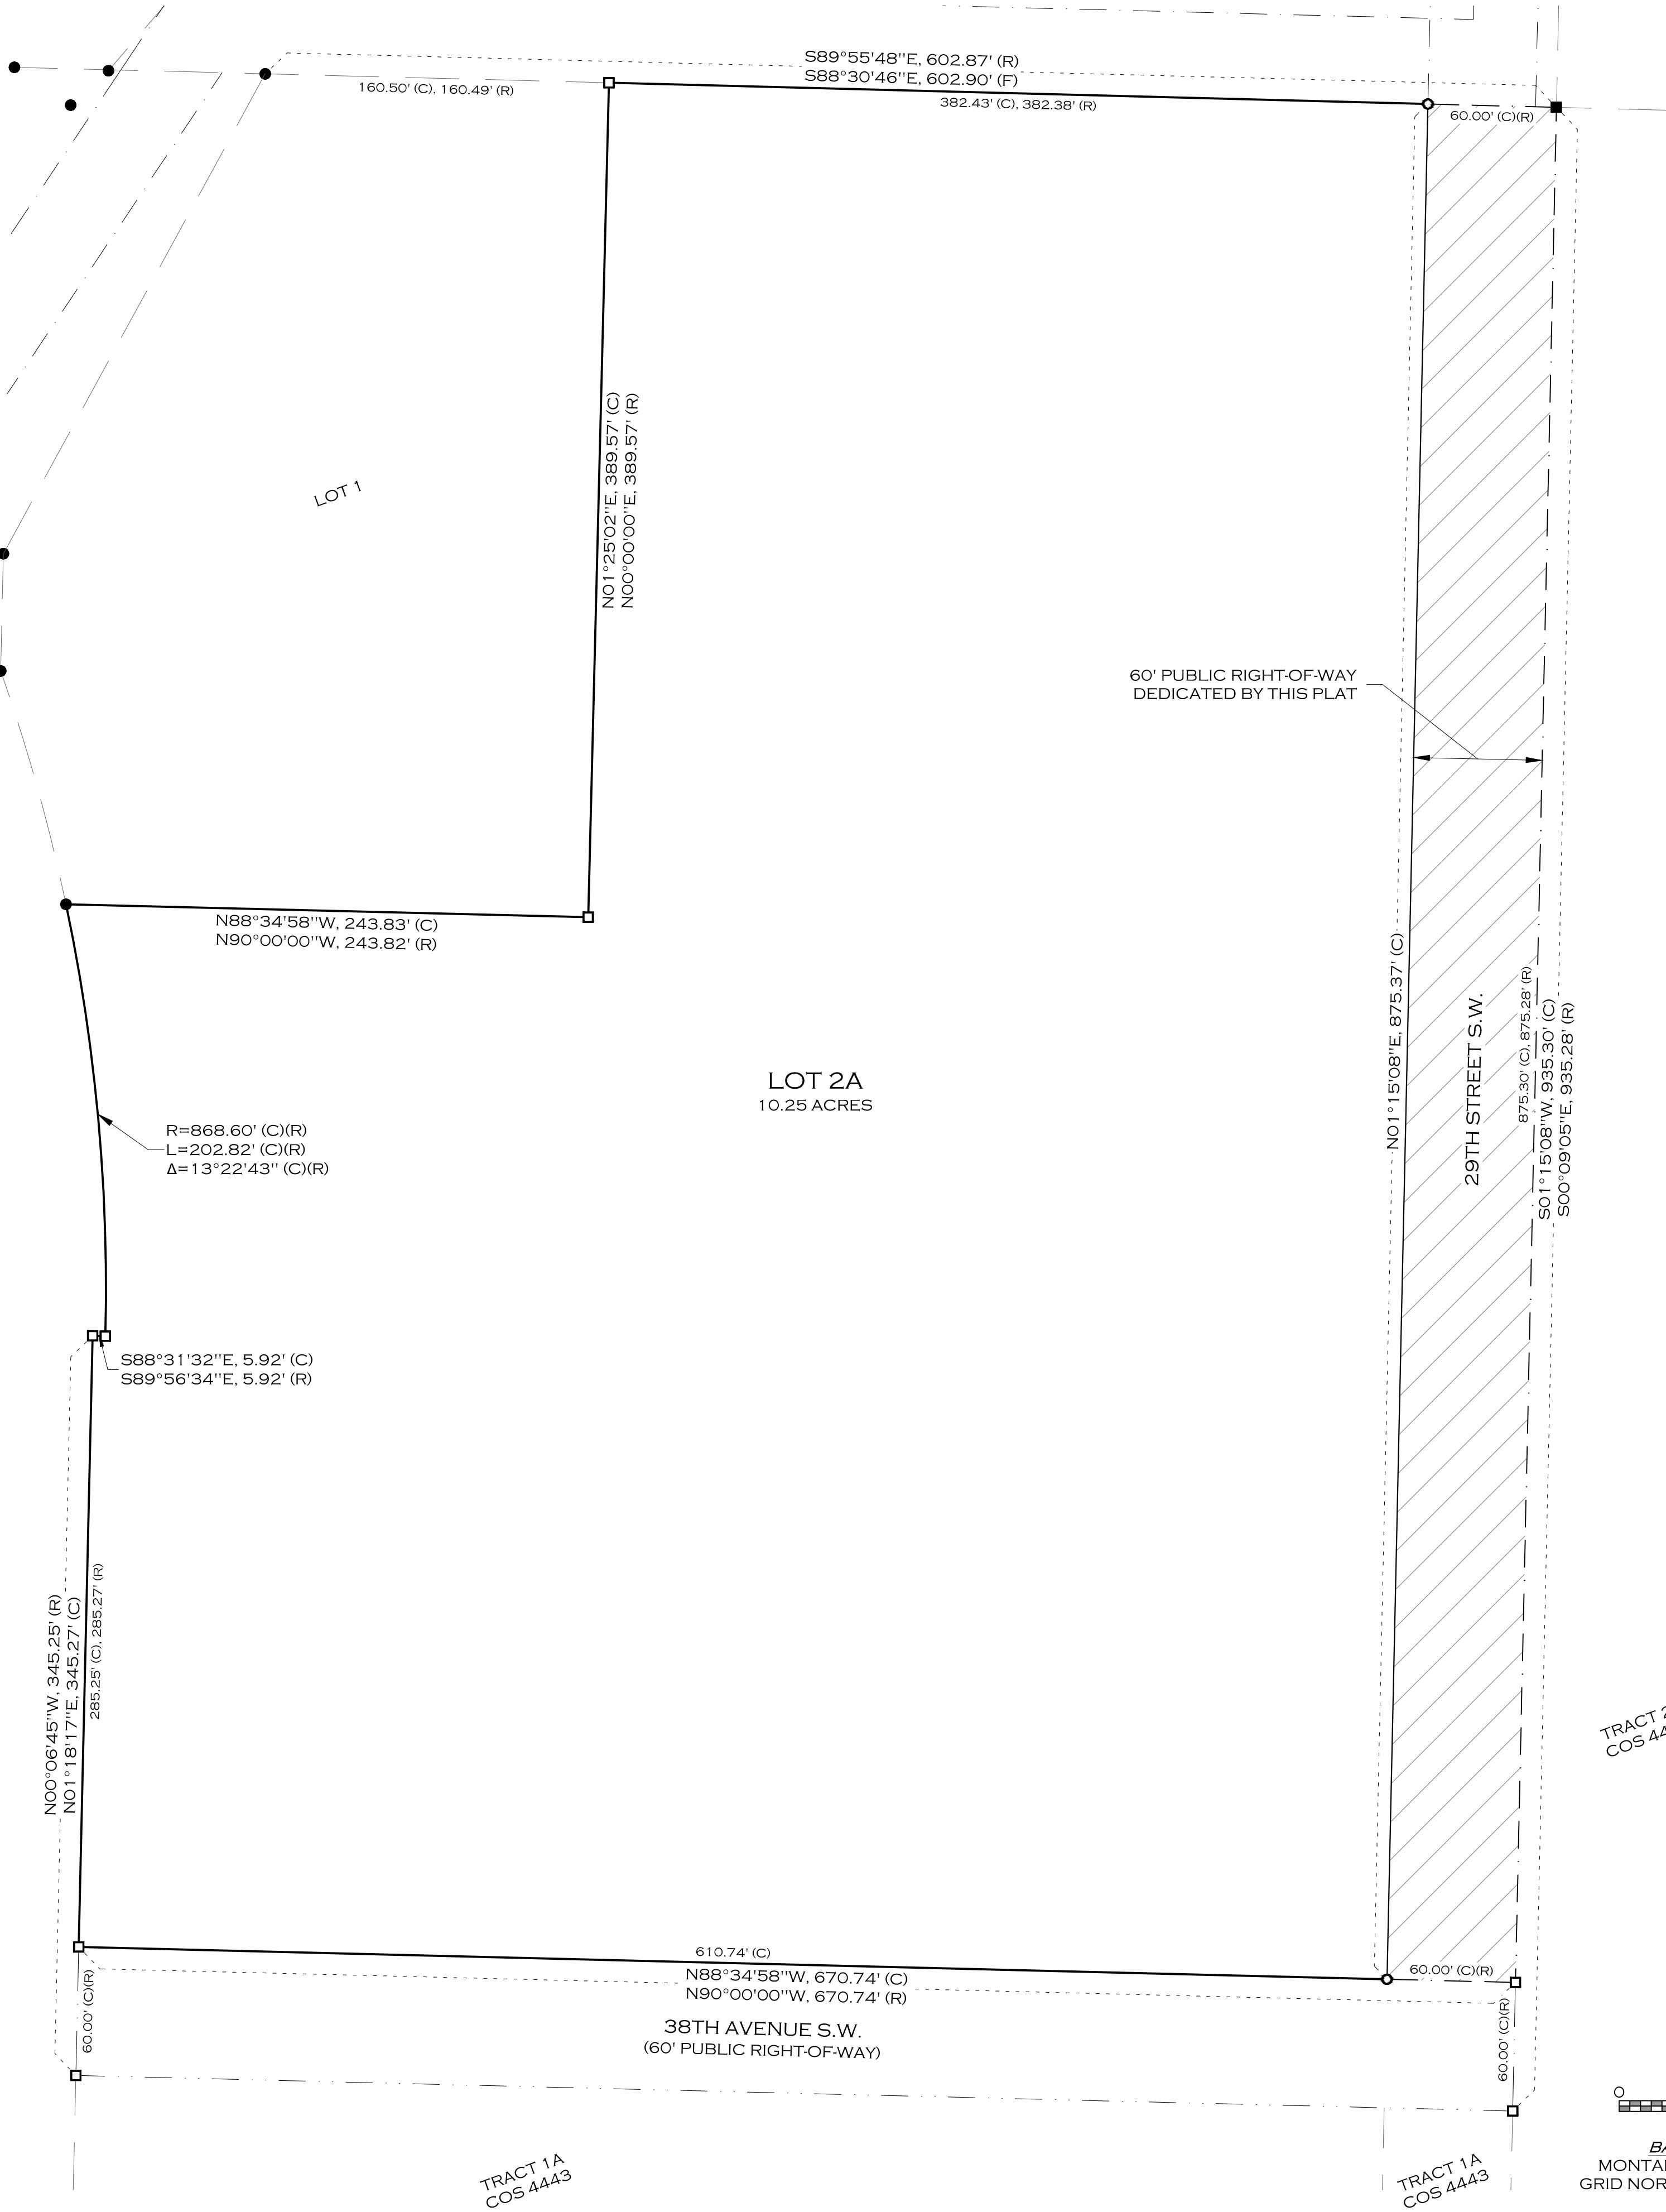 S89°55'48"E, 602.87' (R)
S88°30'46"E, 602.90' (F)
160.50' (C), 160.49' (R)
382.43' (C), 382.38' (R)
60.00' (C)(R)
LOT 1
N01°25'02"E, 389.57' (C)
N00°00'00"E, 389.57' (R)
60' PUBLIC RIGHT-OF-WAY
DEDICATED BY THIS PLAT
N88°34'58"W, 243.83' (C)
N90°00'00"W, 243.82' (R)
N01°15'08"E, 875.37' (C)
29TH STREET S.W.
875.30' (C), 875.28' (R)
S01°15'08"W, 935.30' (C)
S00°09'05"E, 935.28' (R)
LOT 2A
10.25 ACRES
R=868.60' (C)(R)
L=202.82' (C)(R)
Δ=13°22'43" (C)(R)
S88°31'32"E, 5.92' (C)
S89°56'34"E, 5.92' (R)
N00°06'45"W, 345.25' (R)
N01°18'17"E, 345.27' (C)
285.25' (C), 285.27' (R)
TRACT
COS
610.74' (C)
N88°34'58"W, 670.74' (C)
N90°00'00"W, 670.74' (R)
60.00' (C)(R)
60.00' (C)(R)
60.00' (C)(R)
38TH AVENUE S.W.
(60' PUBLIC RIGHT-OF-WAY)
0
TRACT 1A
COS 4443
TRACT 1A
COS 4443
GRID